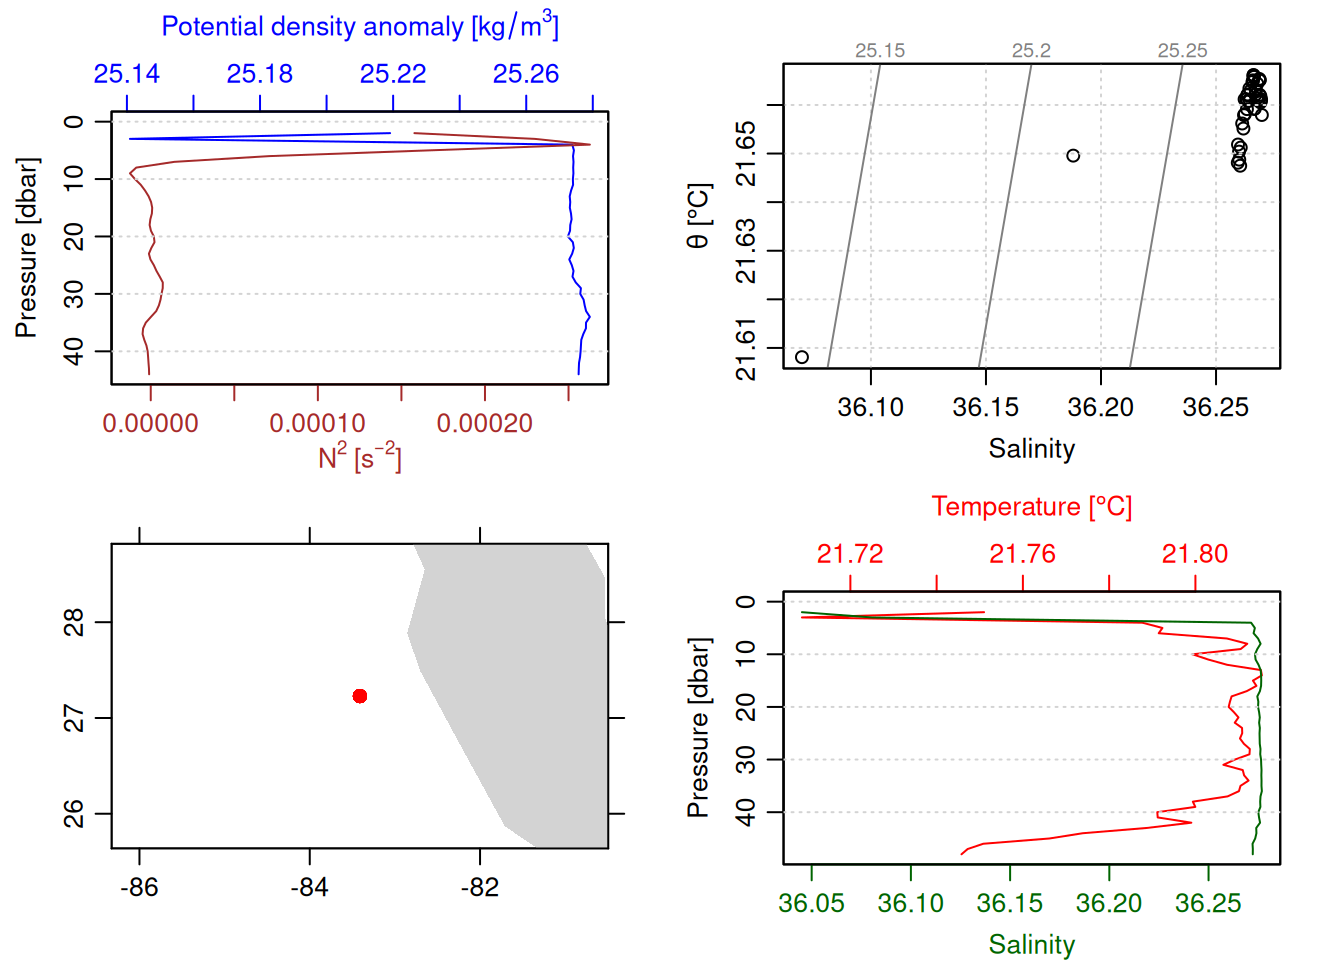 Potential density anomaly [kg/m³]
25.14 25.18 25.22 25.26
Pressure [dbar]
0
10
20
30
40
0.00000 0.00010 0.00020
N² [s⁻²]
25.15 25.2 25.25
θ [°C]
21.65
21.63
21.61
36.10 36.15 36.20 36.25
Salinity
28
27
26
-86 -84 -82
Temperature [°C]
21.72 21.76 21.80
Pressure [dbar]
0
10
20
30
40
36.05 36.10 36.15 36.20 36.25
Salinity